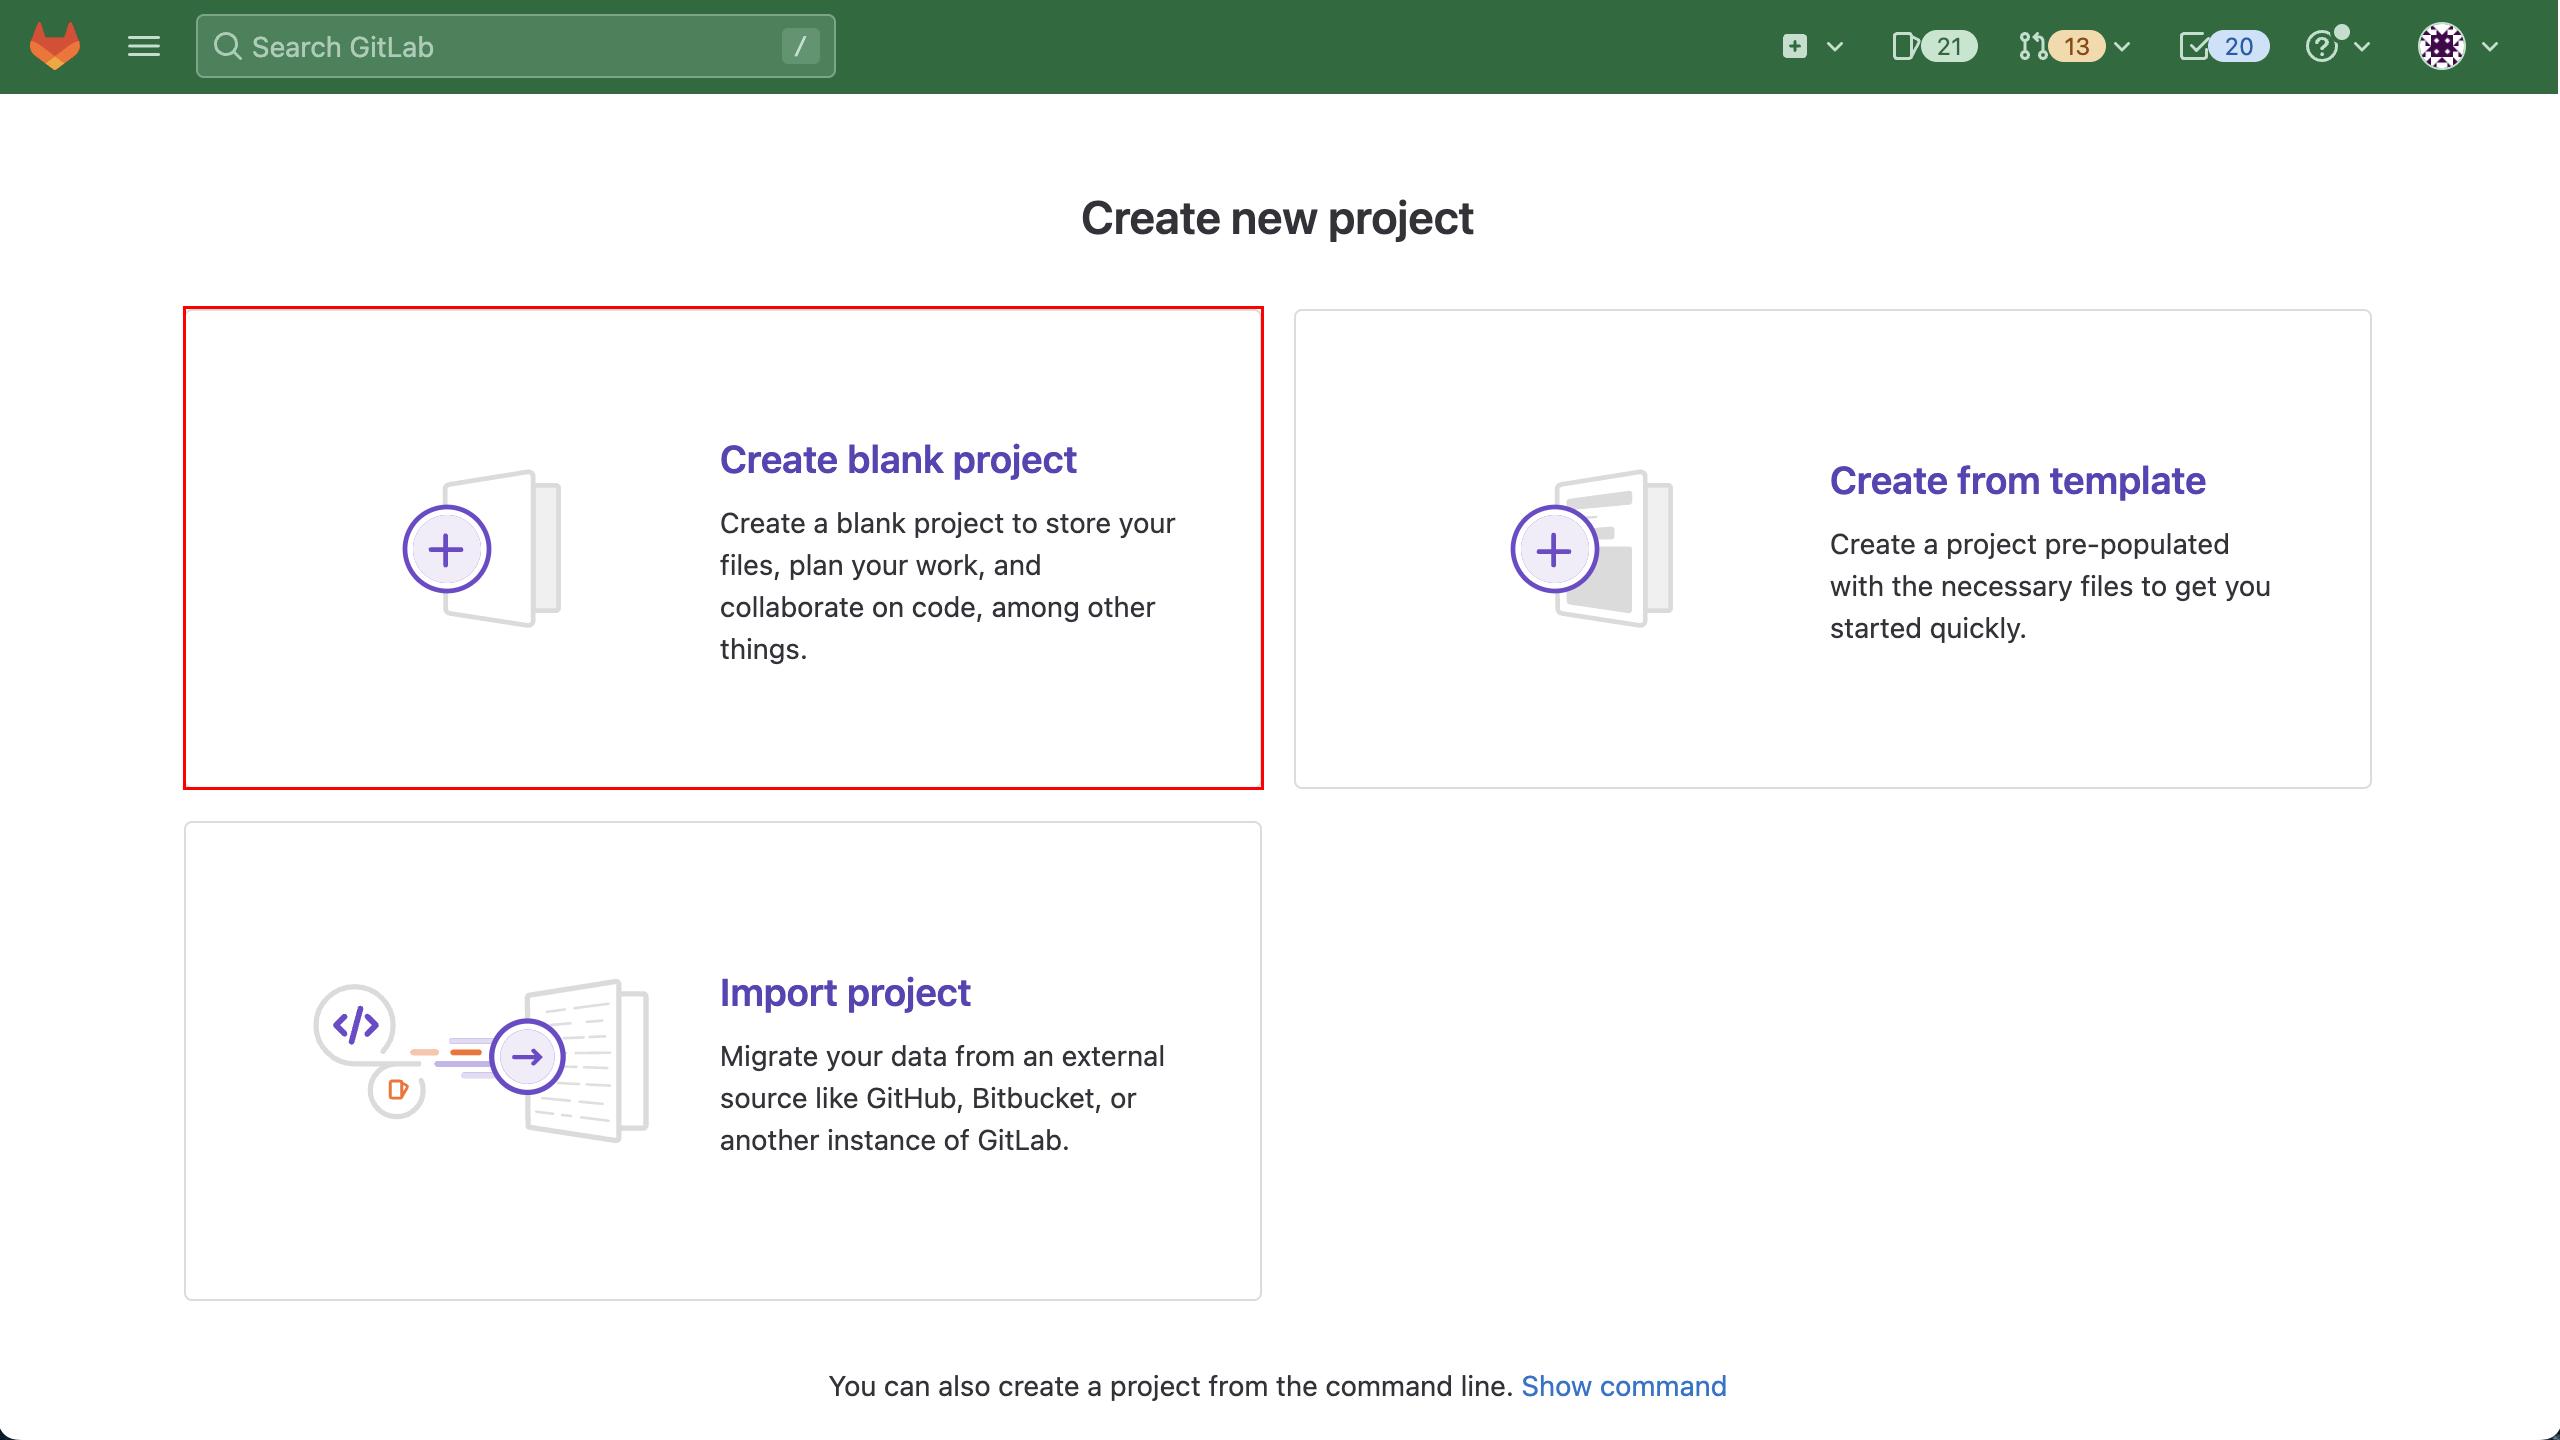 Search GitLab
/
21
13
20
Create new project
Create blank project
Create a blank project to store your
files, plan your work, and
collaborate on code, among other
things.
Create from template
Create a project pre-populated
with the necessary files to get you
started quickly.
Import project
Migrate your data from an external
source like GitHub, Bitbucket, or
another instance of GitLab.
You can also create a project from the command line. Show command